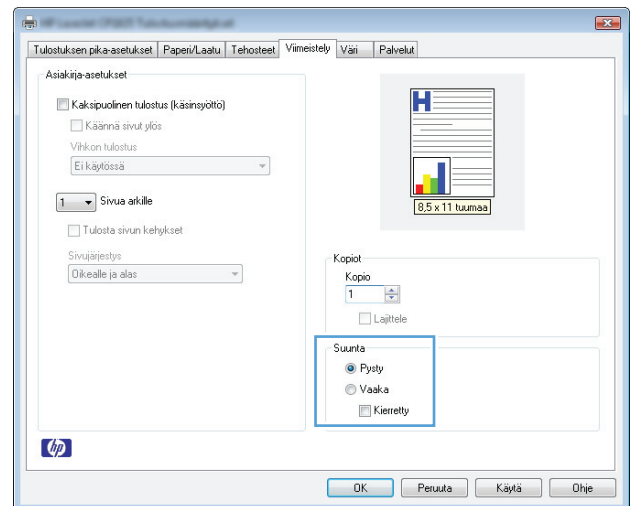 Tulostuksen pika-asetukset Paperi/Laatu Tehosteet Viimeistely Väri Palvelut
Asiakirja-asetukset
Kaksipuolinen tulostus (käsinsyöttö)
Käännä sivut ylös
Vihkon tulostus
Ei käytössä
1 Sivua arkille
Tulosta sivun kehykset
Sivujärjestys
Oikealle ja alas
H
8,5 x 11 tuumaa
Kopiot
Kopio
1
Lajittele
Suunta
Pysty
Vaaka
Kierretty
hp
OK Peruuta Käytä Ohje